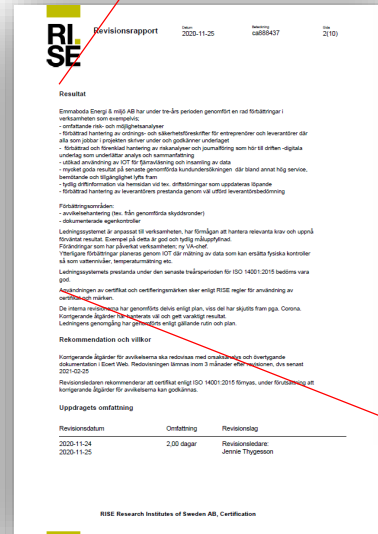 RI.
SE
Revisionsrapport
Datum
2020-11-25
Beteckning
ca668437
Sida
2(10)
Resultat
Emmaboda Energi & miljö AB har under tre-års perioden genomfört en rad förbättringar i
verksamheten som exempelvis;
- omfattande risk- och möjlighetsanalyser
- förbättrad hantering av ordnings- och säkerhetsföreskrifter för entreprenörer och leverantörer där
alla som jobbar i projekten skriver under och godkänner underlaget
- förbättrad och förenklad hantering av riskanalyser och journalföring som hör till driften -digitala
underlag som underlättar analys och sammanfattning
- utökad användning av IOT för fjärravläsning och insamling av data
- mycket goda resultat på senaste genomförda kundundersökningen där bland annat hög service,
bemötande och tillgänglighet lyfts fram
- tydlig driftinformation via hemsidan vid tex. driftstörningar som uppdateras löpande
- förbättrad hantering av leverantörers prestanda genom väl utförd leverantörsbedömning
Förbättringsområden:
- avvikelsehantering (tex. från genomförda skyddsronder)
- dokumenterade egenkontroller
Ledningssystemet är anpassat till verksamheten, har förmågan att hantera relevanta krav och uppnå
förväntat resultat. Exempel på detta är god och tydlig måluppfyllnad.
Förändringar som har påverkat verksamheten; ny VA-chef.
Ytterligare förbättringar planeras genom IOT där mätning av data som kan ersätta fysiska kontroller
så som vattennivåer, temperaturmätning etc.
Ledningssystemets prestanda under den senaste treårsperioden för ISO 14001:2015 bedöms vara
god.
Användningen av certifikat och certifieringsmärken sker enligt RISE regler för användning av
certifikat och märken.
De interna revisionerna har genomförts delvis enligt plan, viss del har skjutits fram pga. Corona.
Korrigerande åtgärder har hanterats väl och gett varaktigt resultat.
Ledningens genomgång har genomförts enligt gällande rutin och plan.
Rekommendation och villkor
Korrigerande åtgärder för avvikelserna ska redovisas med orsaksanalys och övertygande
dokumentation i Ecert Web. Redovisningen lämnas inom 3 månader efter revisionen, dvs senast
2021-02-25
Revisionsledaren rekommenderar att certifikat enligt ISO 14001:2015 förnyas, under förutsättning att
korrigerande åtgärder för avvikelserna kan godkännas.
Uppdragets omfattning
Revisionsdatum Omfattning Revisionslag
2020-11-24 2,00 dagar Revisionsledare:
2020-11-25 Jennie Thygesson
RISE Research Institutes of Sweden AB, Certification